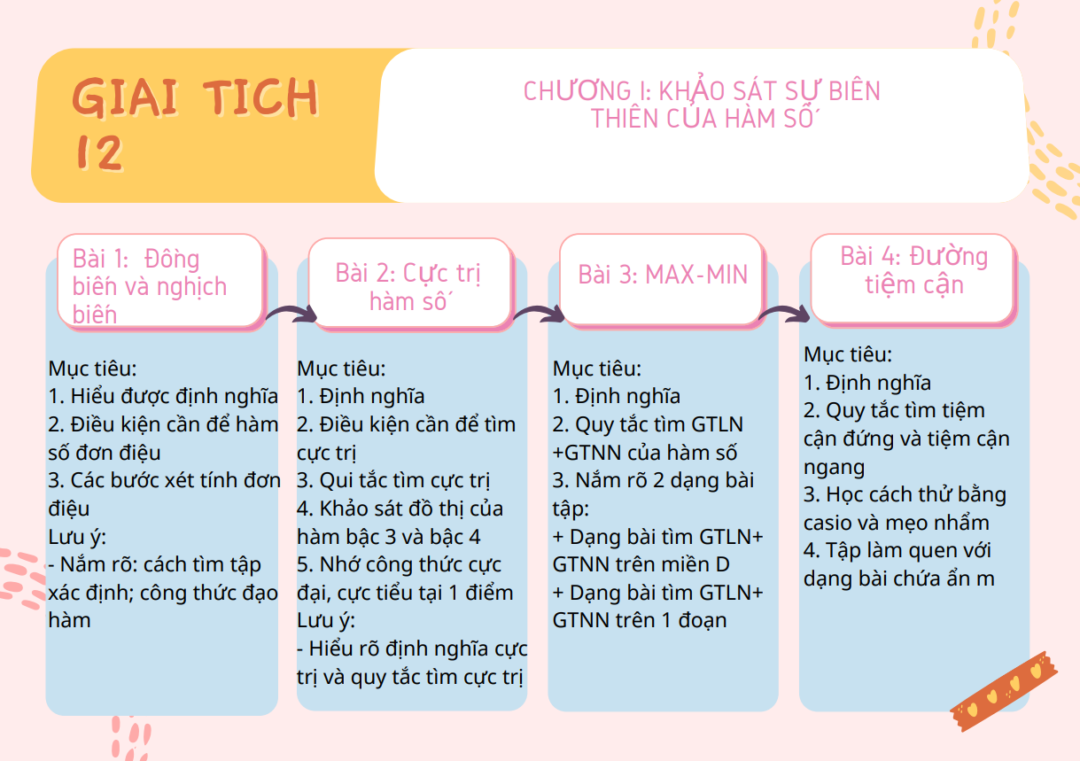 GIAI TICH
12
CHƯƠNG I: KHẢO SÁT SỰ BIÊN
THIÊN CỦA HÀM SỐ
Bài 1: Đồng
biến và nghịch
biến
Mục tiêu:
1. Hiểu được định nghĩa
2. Điều kiện cần để hàm
số đơn điệu
3. Các bước xét tính đơn
điệu
Lưu ý:
- Nắm rõ: cách tìm tập
xác định; công thức đạo
hàm
Bài 2: Cực trị
hàm số
Mục tiêu:
1. Định nghĩa
2. Điều kiện cần để tìm
cực trị
3. Qui tắc tìm cực trị
4. Khảo sát đồ thị của
hàm bậc 3 và bậc 4
5. Nhớ công thức cực
đại, cực tiểu tại 1 điểm
Lưu ý:
- Hiểu rõ định nghĩa cực
trị và quy tắc tìm cực trị
Bài 3: MAX-MIN
Mục tiêu:
1. Định nghĩa
2. Quy tắc tìm GTLN
+GTNN của hàm số
3. Nắm rõ 2 dạng bài
tập:
+ Dạng bài tìm GTLN+
GTNN trên miền D
+ Dạng bài tìm GTLN+
GTNN trên 1 đoạn
Bài 4: Đường
tiệm cận
Mục tiêu:
1. Định nghĩa
2. Quy tắc tìm tiệm
cận đứng và tiệm cận
ngang
3. Học cách thử bằng
casio và mẹo nhẩm
4. Tập làm quen với
dạng bài chứa ẩn m